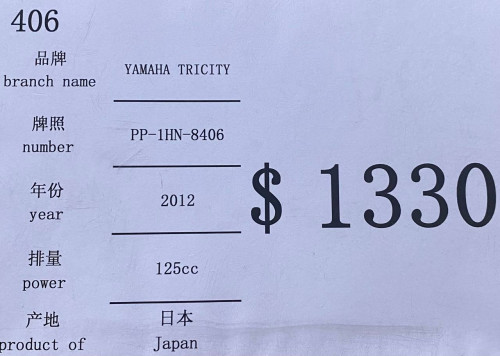 406
品牌
branch name
YAMAHA TRICITY
牌照
number
PP-1HN-8406
年份
year
2012
$ 1330
排量
power
125cc
产地
product of
日本
Japan